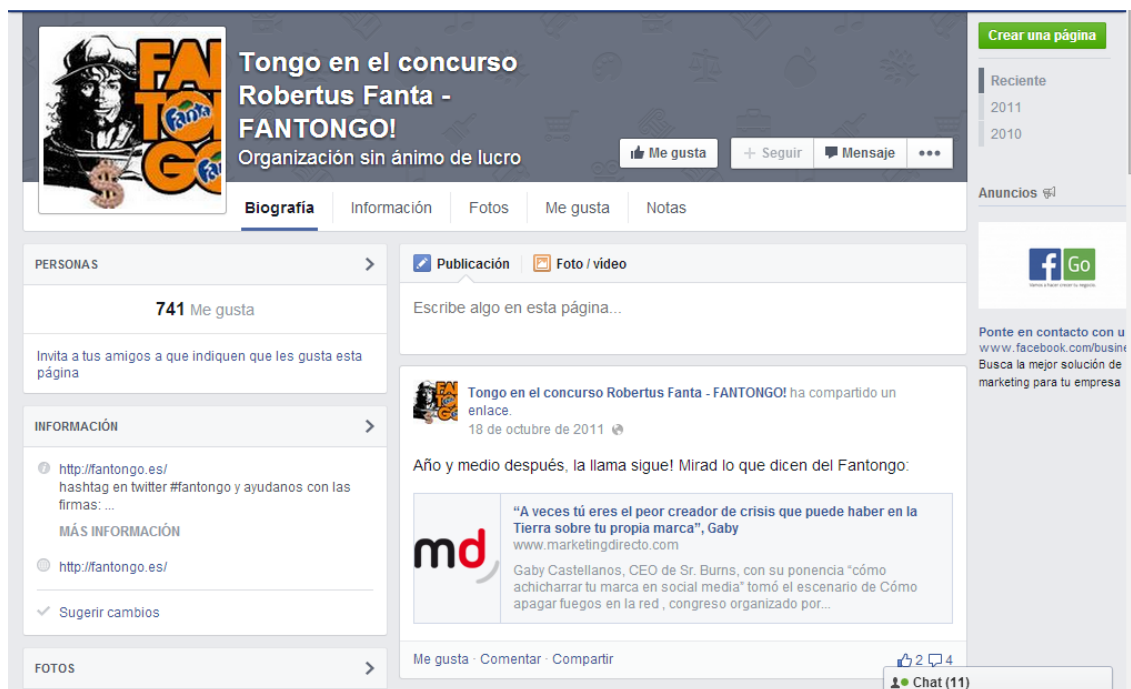 FAN
TON
GO
Fanta
Tongo en el concurso
Robertus Fanta -
FANTONGO!
Organización sin ánimo de lucro
Me gusta
+ Seguir
Mensaje
Biografía
Información
Fotos
Me gusta
Notas
PERSONAS
741 Me gusta
Invita a tus amigos a que indiquen que les gusta esta
página
INFORMACIÓN
http://fantongo.es/
hashtag en twitter #fantongo y ayudanos con las
firmas: ...
MÁS INFORMACIÓN
http://fantongo.es/
Sugerir cambios
FOTOS
Publicación
Foto / video
Escribe algo en esta página...
Tongo en el concurso Robertus Fanta - FANTONGO! ha compartido un
enlace.
18 de octubre de 2011
Año y medio después, la llama sigue! Mirad lo que dicen del Fantongo:
md
“A veces tú eres el peor creador de crisis que puede haber en la
Tierra sobre tu propia marca”, Gaby
www.marketingdirecto.com
Gaby Castellanos, CEO de Sr. Burns, con su ponencia “cómo
achicharrar tu marca en social media” tomó el escenario de Cómo
apagar fuegos en la red , congreso organizado por...
Me gusta · Comentar · Compartir
2
4
Chat (11)
Crear una página
Reciente
2011
2010
Anuncios
f Go
Ponte en contacto con u
www.facebook.com/busine
Busca la mejor solución de
marketing para tu empresa